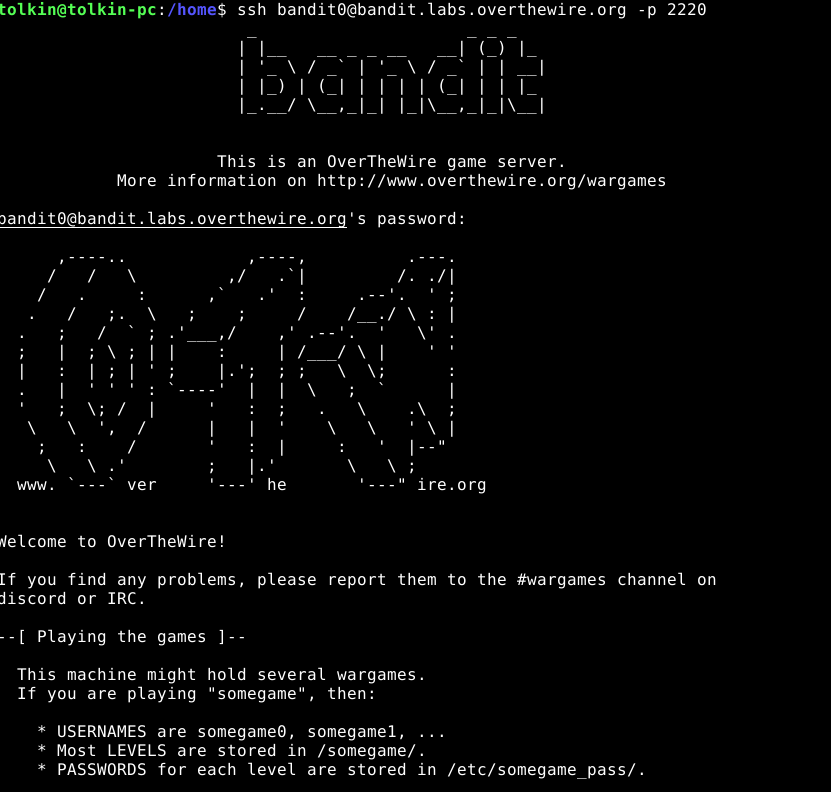 tolkin@tolkin-pc:/home$ ssh bandit0@bandit.labs.overthewire.org -p 2220
bandit
This is an OverTheWire game server.
More information on http://www.overthewire.org/wargames
bandit0@bandit.labs.overthewire.org's password:
www. ver he ire.org
Welcome to OverTheWire!
If you find any problems, please report them to the #wargames channel on
discord or IRC.
--[ Playing the games ]--
This machine might hold several wargames.
If you are playing "somegame", then:
* USERNAMES are somegame0, somegame1, ...
* Most LEVELS are stored in /somegame/.
* PASSWORDS for each level are stored in /etc/somegame_pass/.